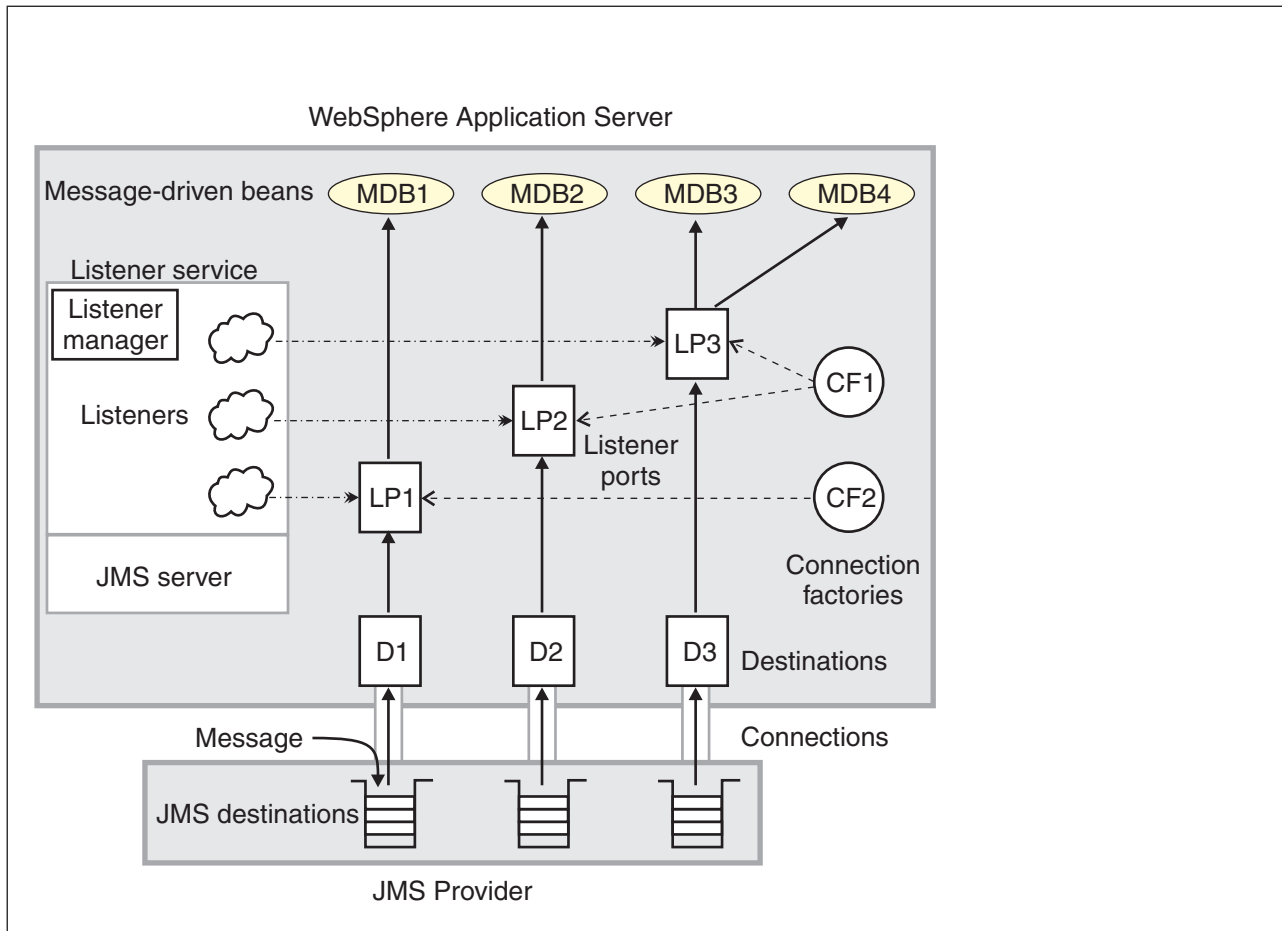 WebSphere Application Server
Message-driven beans
MDB1
MDB2
MDB3
MDB4
Listener service
Listener
manager
LP3
CF1
Listeners
LP2
Listener
ports
LP1
CF2
JMS server
Connection
factories
D1
D2
D3
Destinations
Message
Connections
JMS destinations
JMS Provider